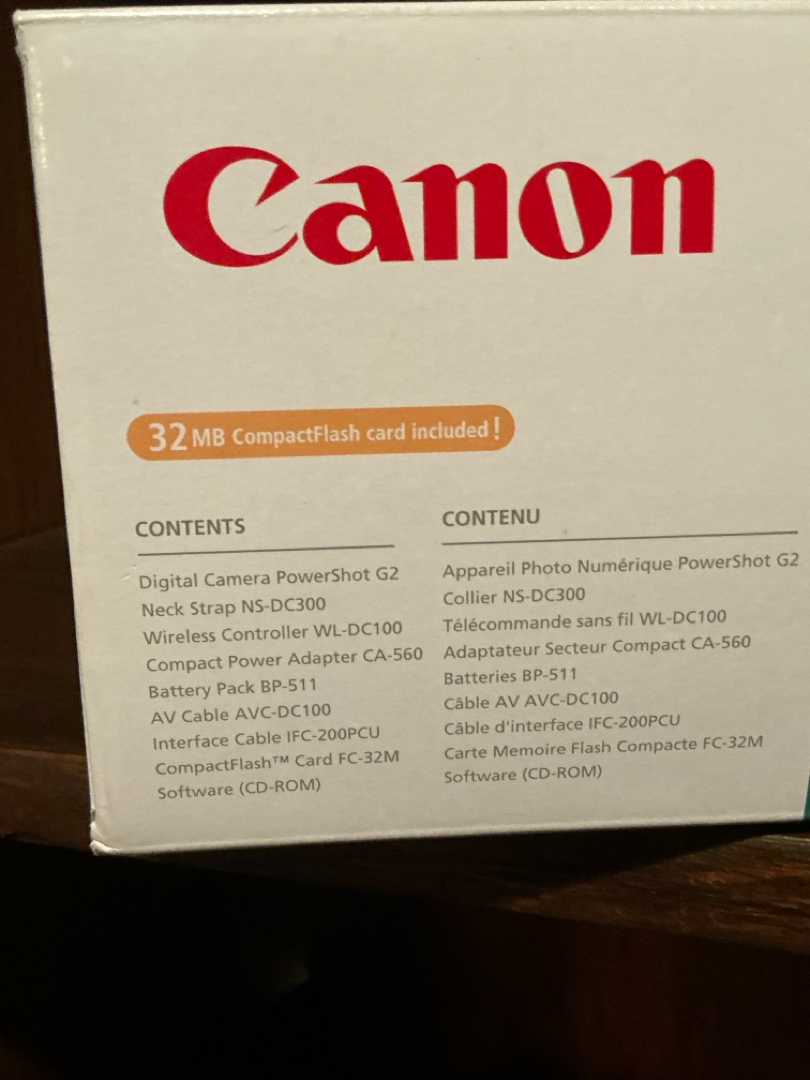 Canon
32 MB CompactFlash card included!
CONTENTS
Digital Camera PowerShot G2
Neck Strap NS-DC300
Wireless Controller WL-DC100
Compact Power Adapter CA-560
Battery Pack BP-511
AV Cable AVC-DC100
Interface Cable IFC-200PCU
CompactFlash™ Card FC-32M
Software (CD-ROM)
CONTENU
Appareil Photo Numérique PowerShot G2
Collier NS-DC300
Télécommande sans fil WL-DC100
Adaptateur Secteur Compact CA-560
Batteries BP-511
Câble AV AVC-DC100
Câble d'interface IFC-200PCU
Carte Memoire Flash Compacte FC-32M
Software (CD-ROM)